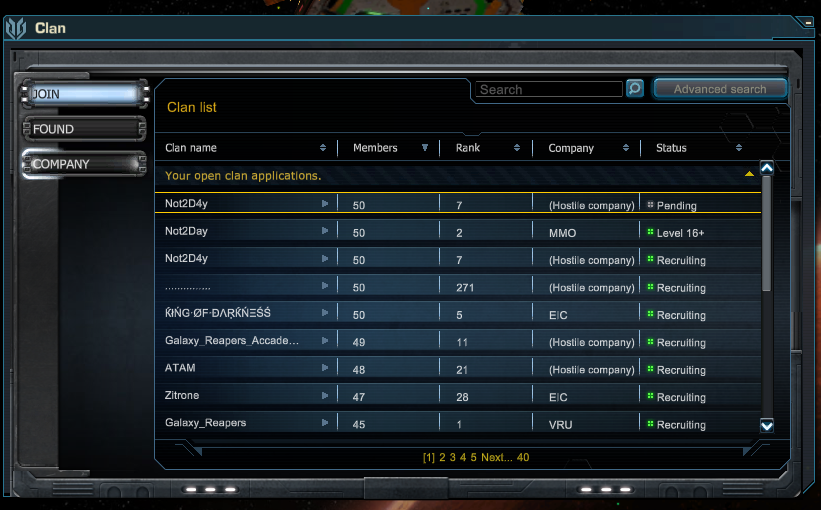 Clan
Search
Advanced search
JOIN
Clan list
FOUND
Clan name Members Rank Company Status
COMPANY
Your open clan applications.
Not2D4y 50 7 (Hostile company) Pending
Not2Day 50 2 MMO Level 16+
Not2D4y 50 7 (Hostile company) Recruiting
............... 50 271 (Hostile company) Recruiting
ЌIŃG·ØF·ĐΛŖЌŃΞŚŚ 50 5 EIC Recruiting
Galaxy_Reapers_Accade... 49 11 (Hostile company) Recruiting
ATAM 48 21 (Hostile company) Recruiting
Zitrone 47 28 EIC Recruiting
Galaxy_Reapers 45 1 VRU Recruiting
[1] 2 3 4 5 Next... 40